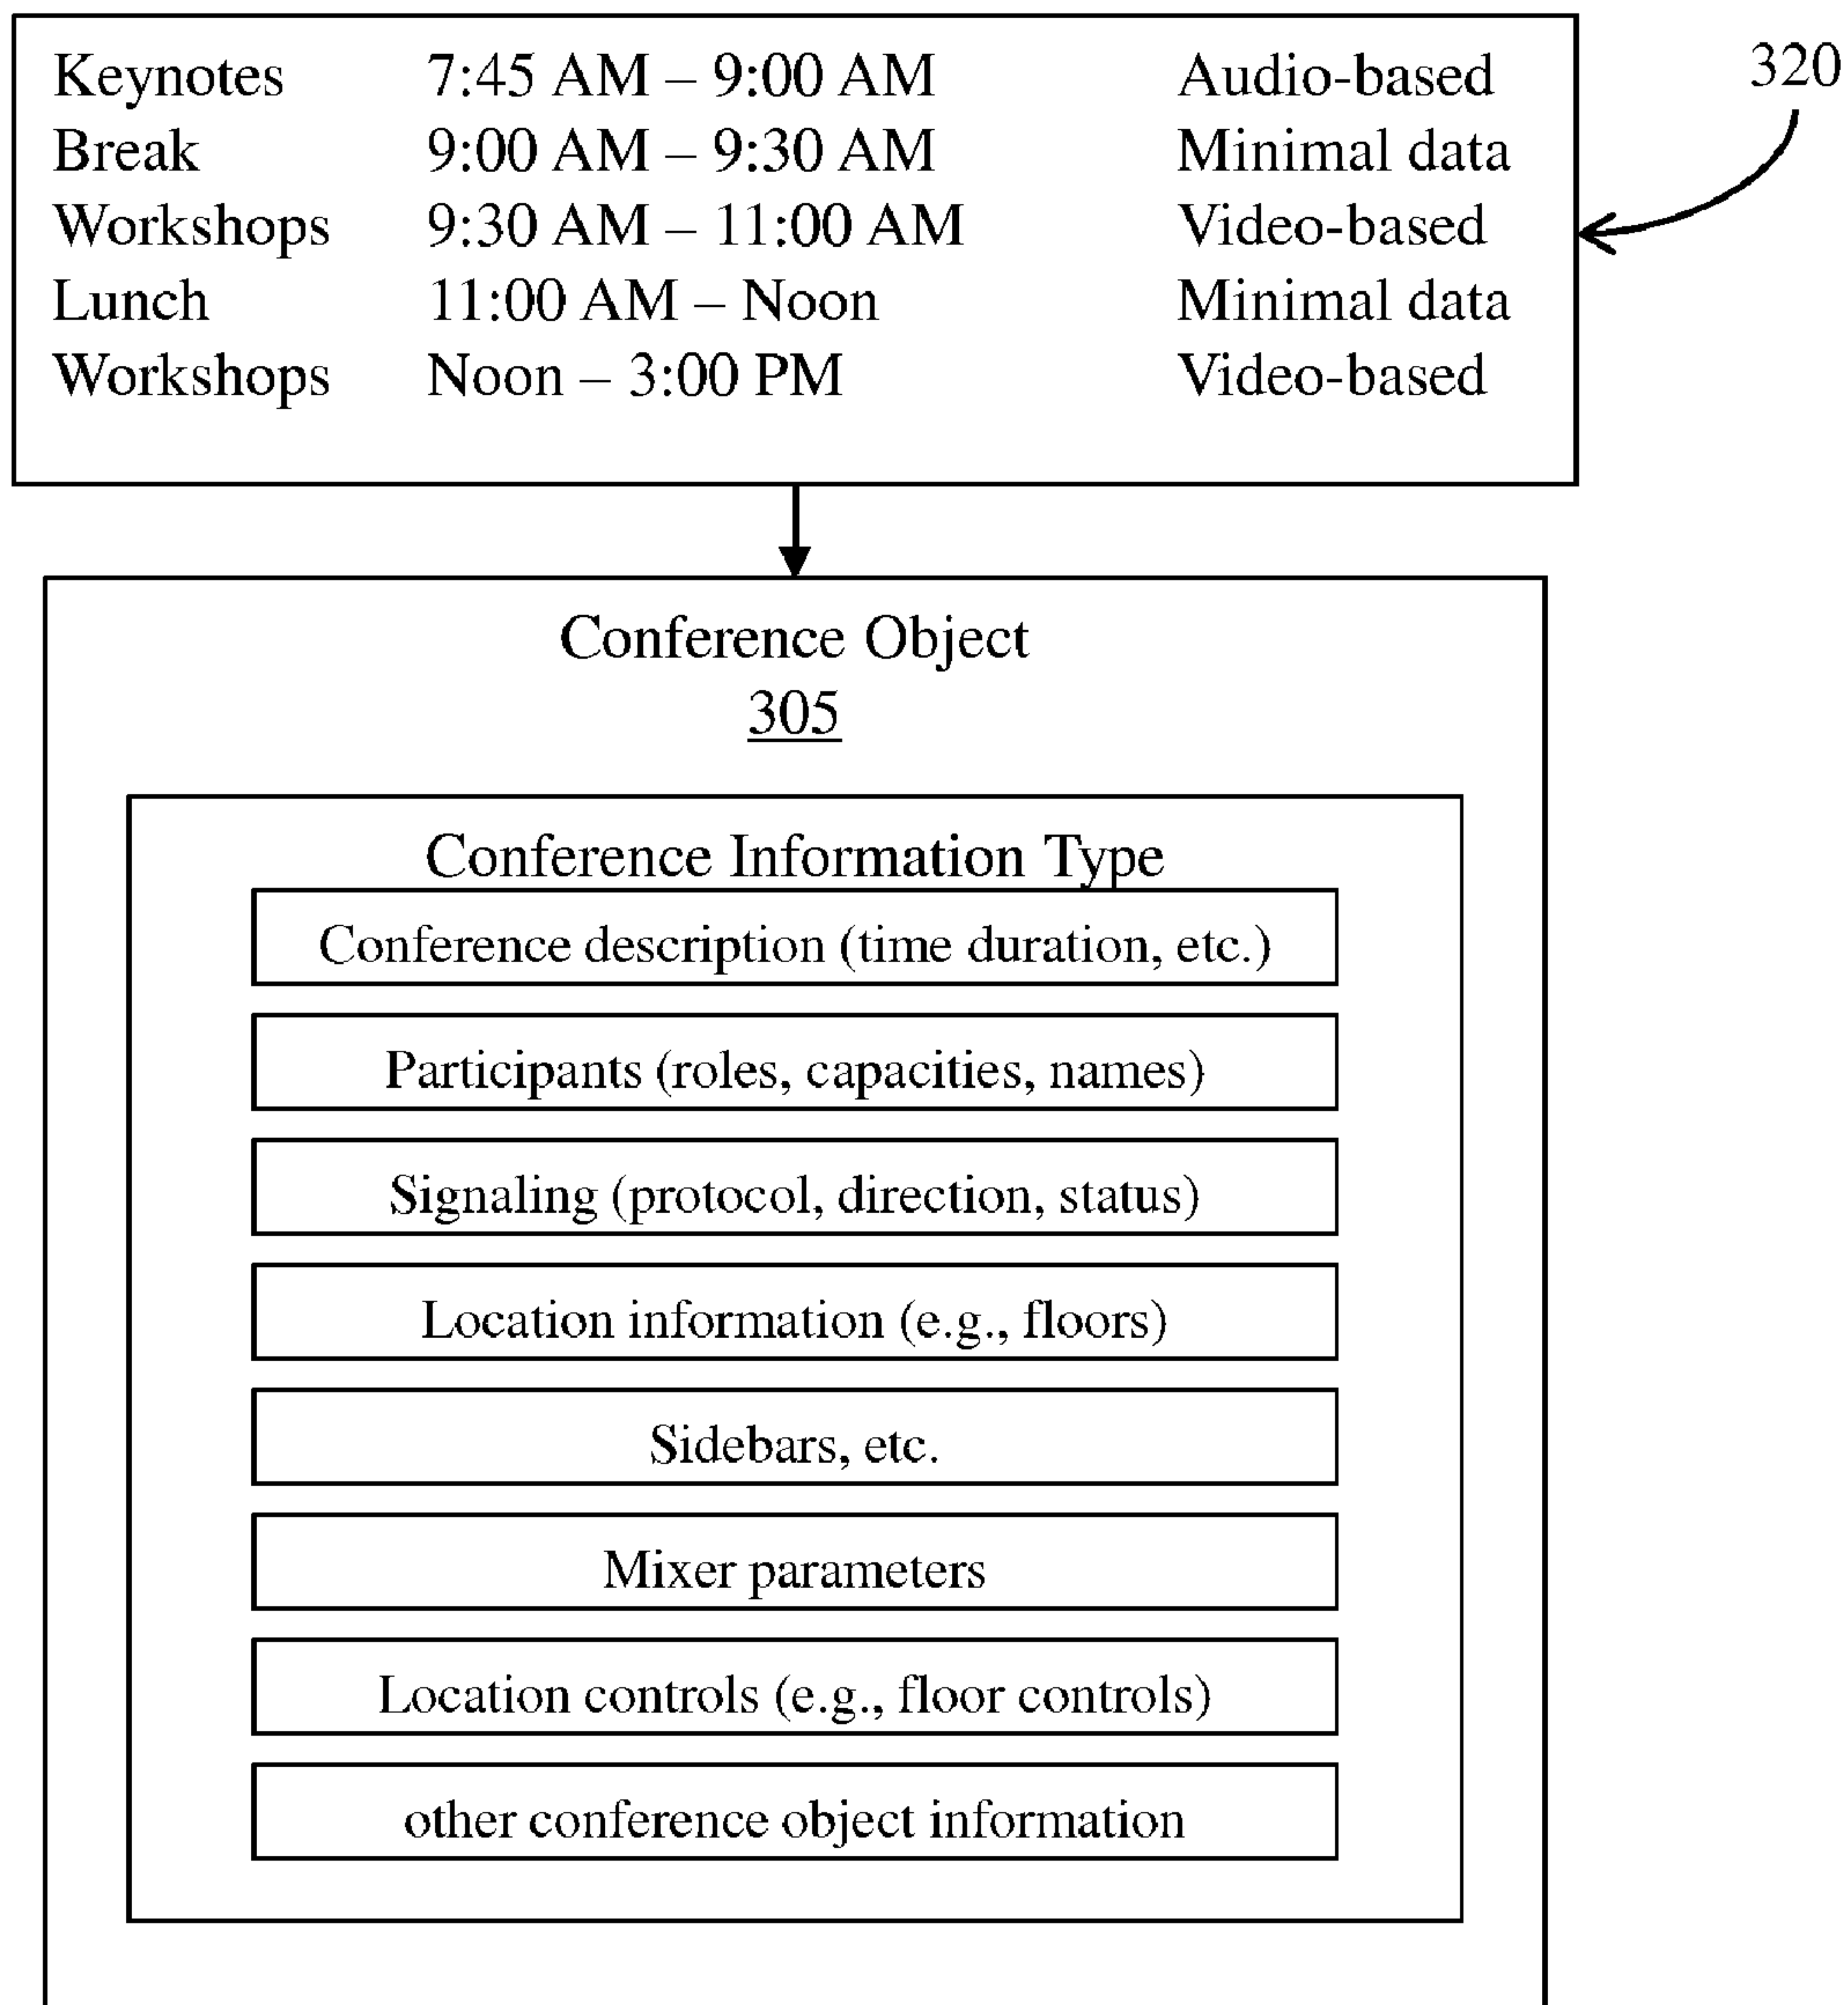 Keynotes 7:45 AM – 9:00 AM Audio-based
320
Break 9:00 AM – 9:30 AM Minimal data
Workshops 9:30 AM – 11:00 AM Video-based
Lunch 11:00 AM – Noon Minimal data
Workshops Noon – 3:00 PM Video-based
Conference Object
305
Conference Information Type
Conference description (time duration, etc.)
Participants (roles, capacities, names)
Signaling (protocol, direction, status)
Location information (e.g., floors)
Sidebars, etc.
Mixer parameters
Location controls (e.g., floor controls)
other conference object information